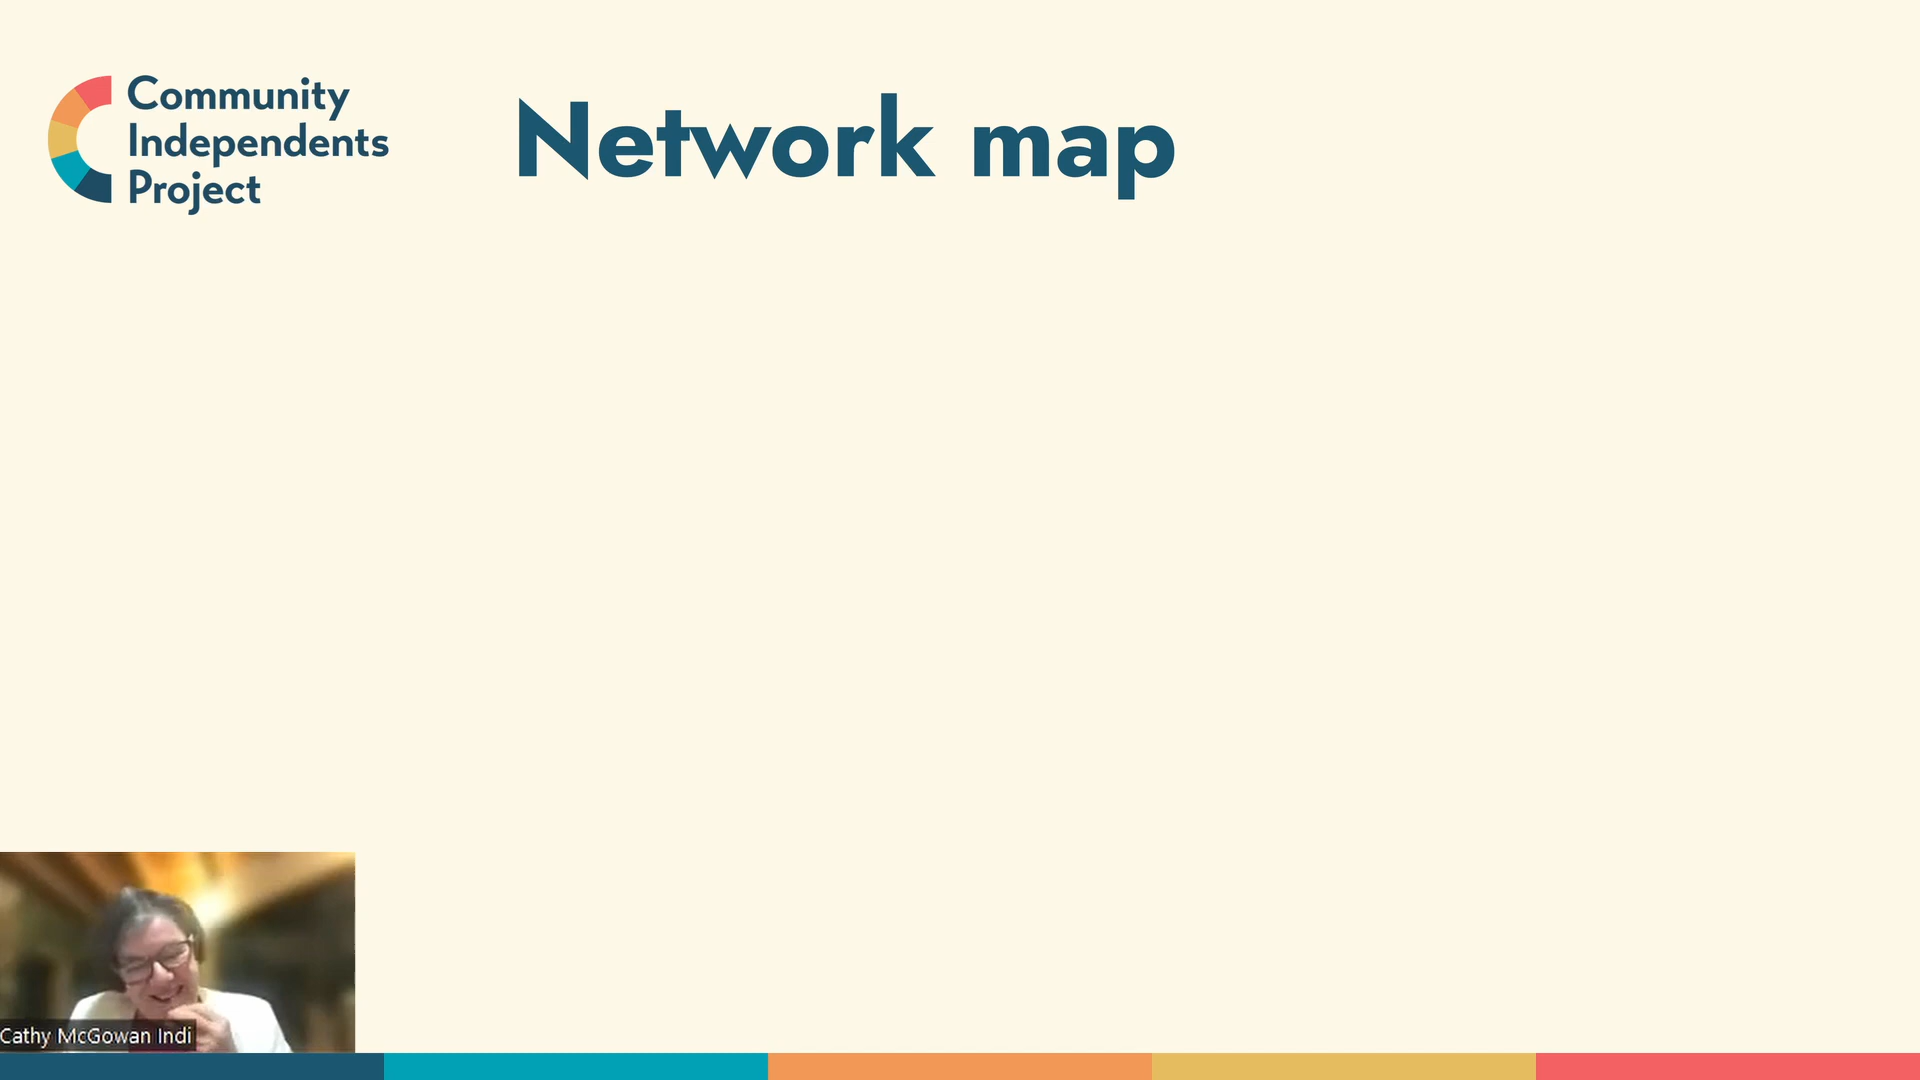 Community
Independents
Project
Network map
Cathy McGowan Indi